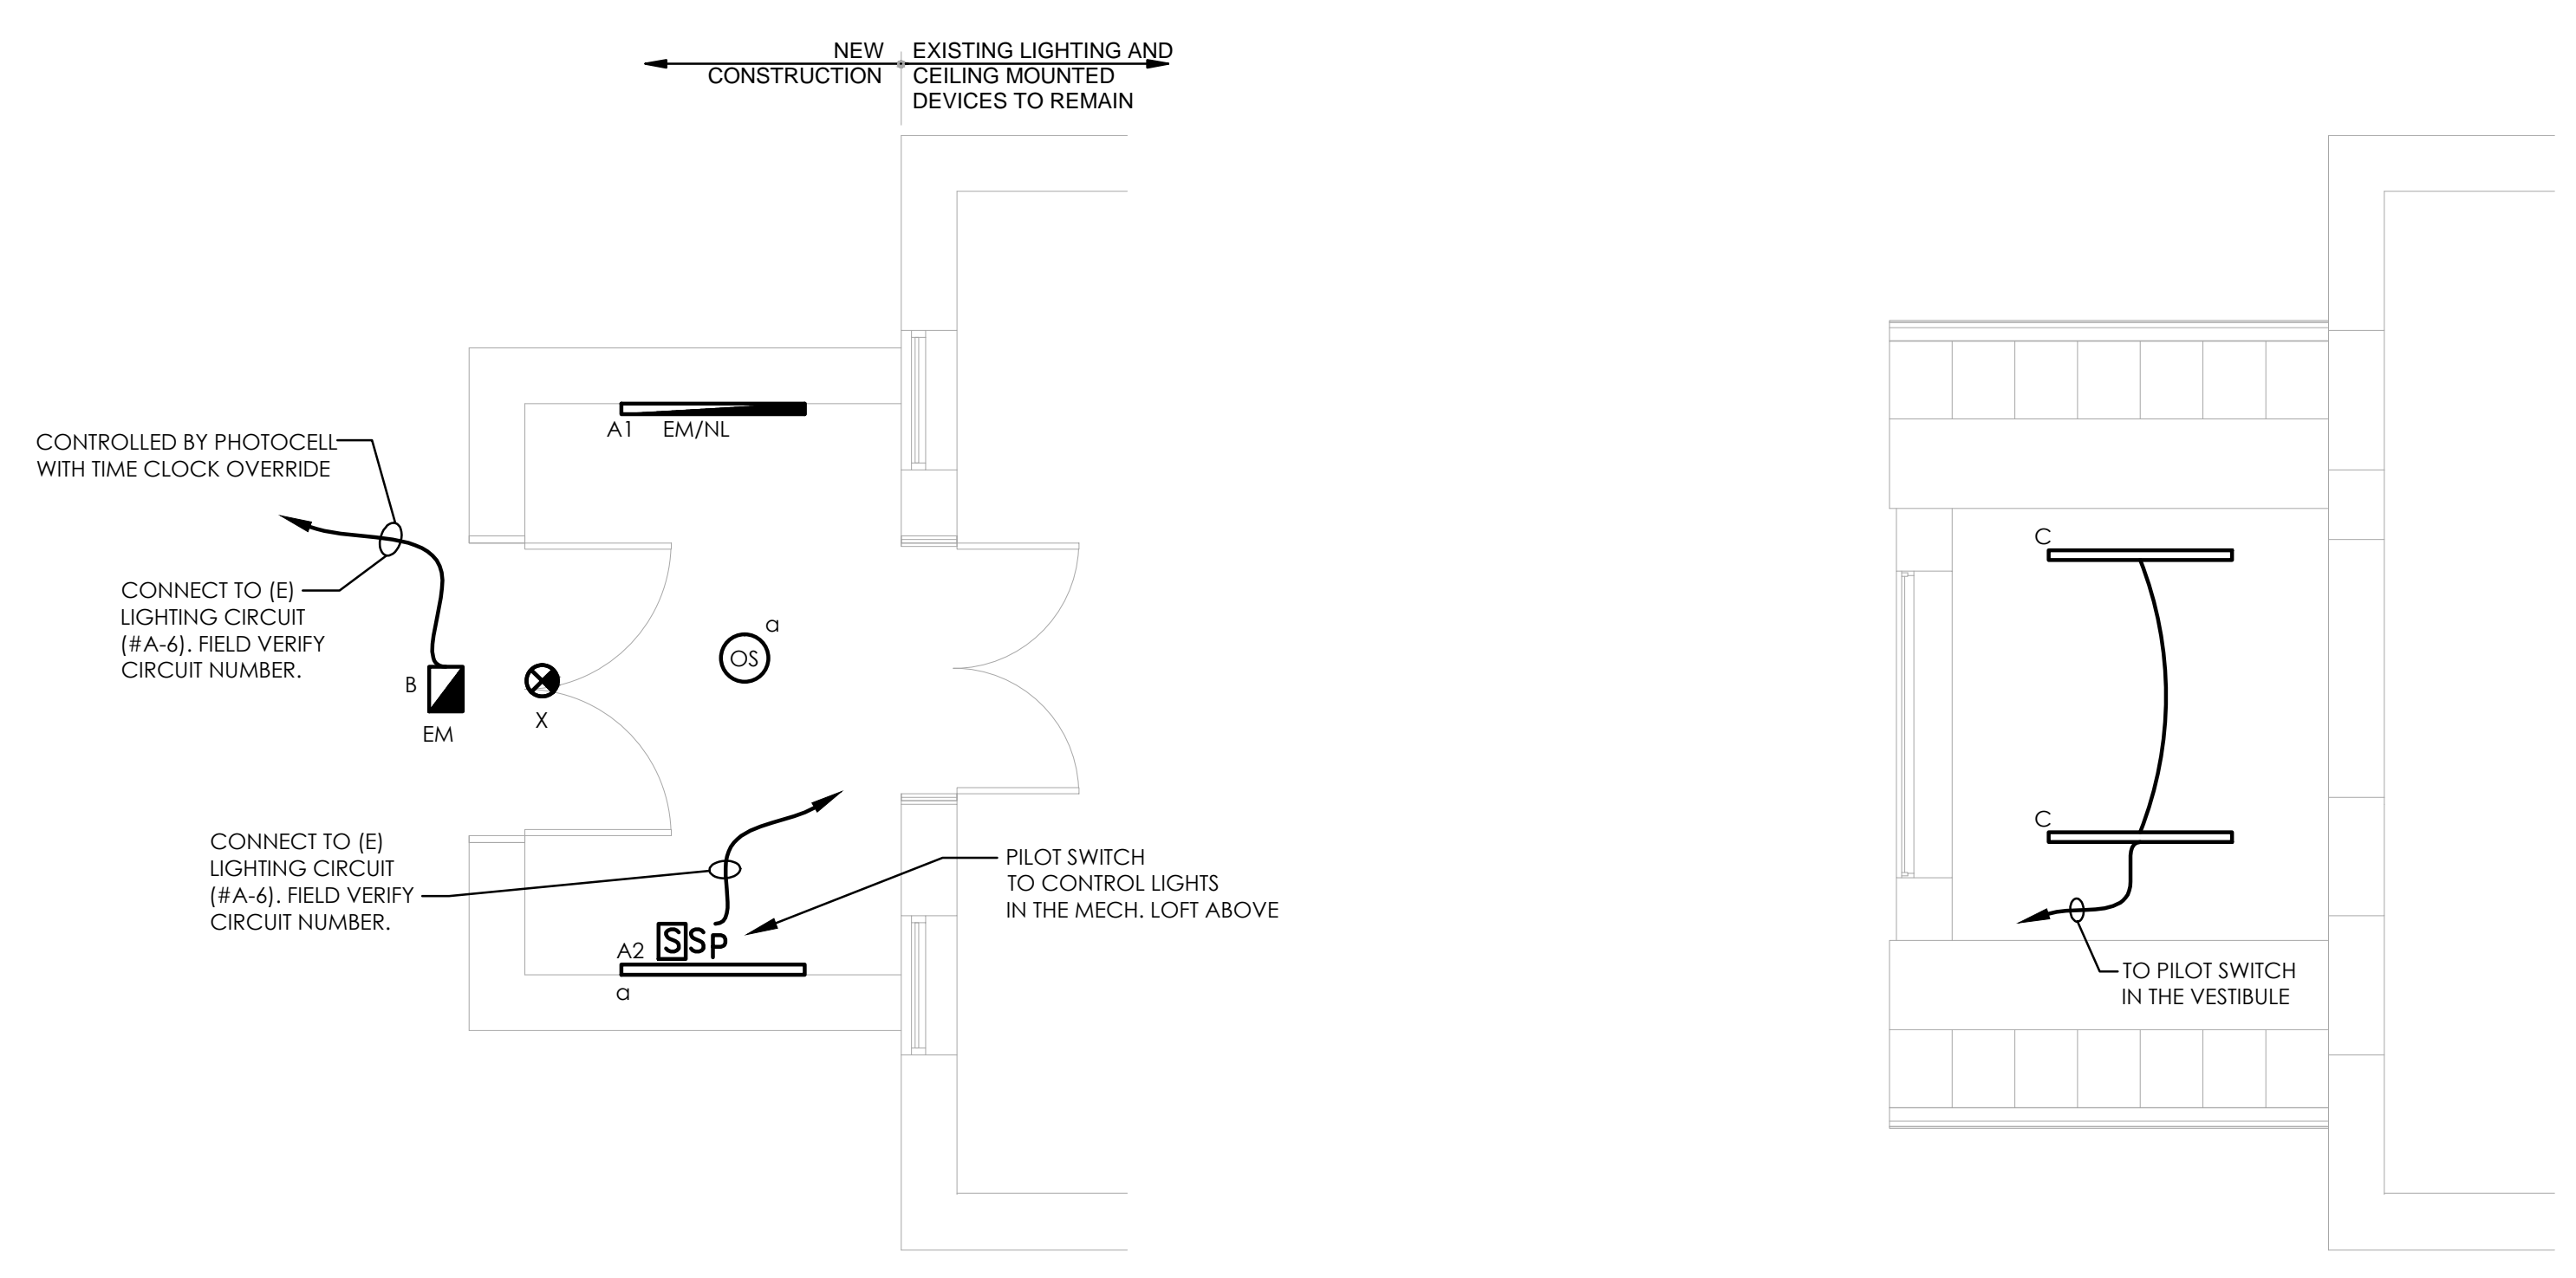 NEW
CONSTRUCTION
EXISTING LIGHTING AND
CEILING MOUNTED
DEVICES TO REMAIN
A1 EM/NL
CONTROLLED BY PHOTOCELL
WITH TIME CLOCK OVERRIDE
CONNECT TO (E)
LIGHTING CIRCUIT
(#A-6). FIELD VERIFY
CIRCUIT NUMBER.
B
EM
X
a
OS
CONNECT TO (E)
LIGHTING CIRCUIT
(#A-6). FIELD VERIFY
CIRCUIT NUMBER.
PILOT SWITCH
TO CONTROL LIGHTS
IN THE MECH. LOFT ABOVE
A2 S SP
a
C
C
TO PILOT SWITCH
IN THE VESTIBULE